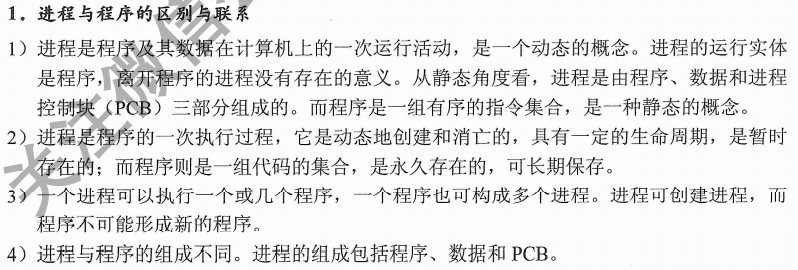 1. 进程与程序的区别与联系
1）进程是程序及其数据在计算机上的一次运行活动，是一个动态的概念。进程的运行实体
是程序，离开程序的进程没有存在的意义。从静态角度看，进程是由程序、数据和进程
控制块（PCB）三部分组成的。而程序是一组有序的指令集合，是一种静态的概念。
2）进程是程序的一次执行过程，它是动态地创建和消亡的，具有一定的生命周期，是暂时
存在的；而程序则是一组代码的集合，是永久存在的，可长期保存。
3）一个进程可以执行一个或几个程序，一个程序也可构成多个进程。进程可创建进程，而
程序不可能形成新的程序。
4）进程与程序的组成不同。进程的组成包括程序、数据和 PCB。
关注微信